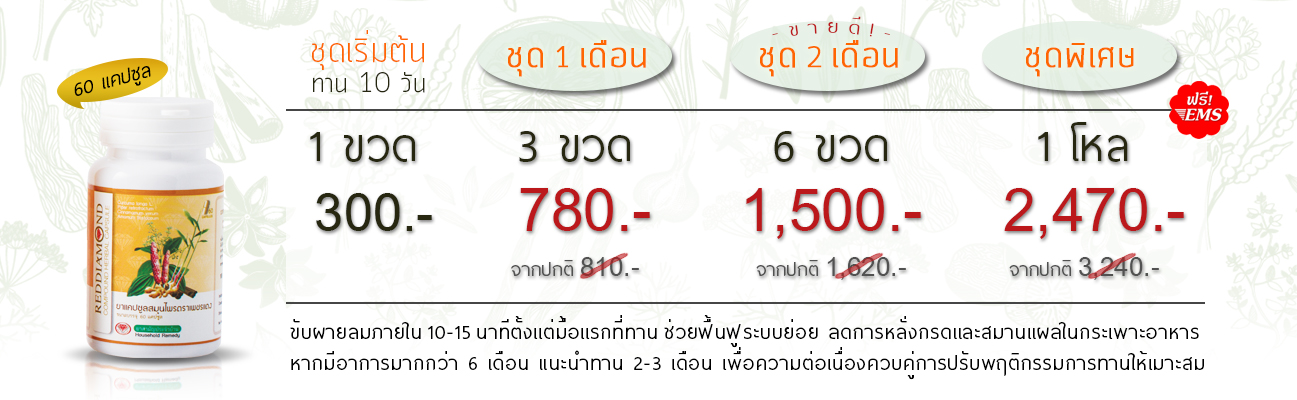 60 แคปซูล
ชุดเริ่มต้น
ทาน 10 วัน
ชุด 1 เดือน
- ขายดี! -
ชุด 2 เดือน
ชุดพิเศษ
ฟรี!
EMS
1 ขวด
3 ขวด
6 ขวด
1 โหล
300.-
780.-
1,500.-
2,470.-
จากปกติ 810.-
จากปกติ 1,620.-
จากปกติ 3,240.-
REDDIAMOND
ยาแคปซูลสมุนไพรตราเพชรแดง
Household Remedy
ขับผายลมภายใน 10-15 นาทีตั้งแต่มื้อแรกที่ทาน ช่วยฟื้นฟูระบบย่อย ลดการหลั่งกรดและสมานแผลในกระเพาะอาหาร
หากมีอาการมากกว่า 6 เดือน แนะนำทาน 2-3 เดือน เพื่อความต่อเนื่องควบคู่การปรับพฤติกรรมการทานให้เมาะสม